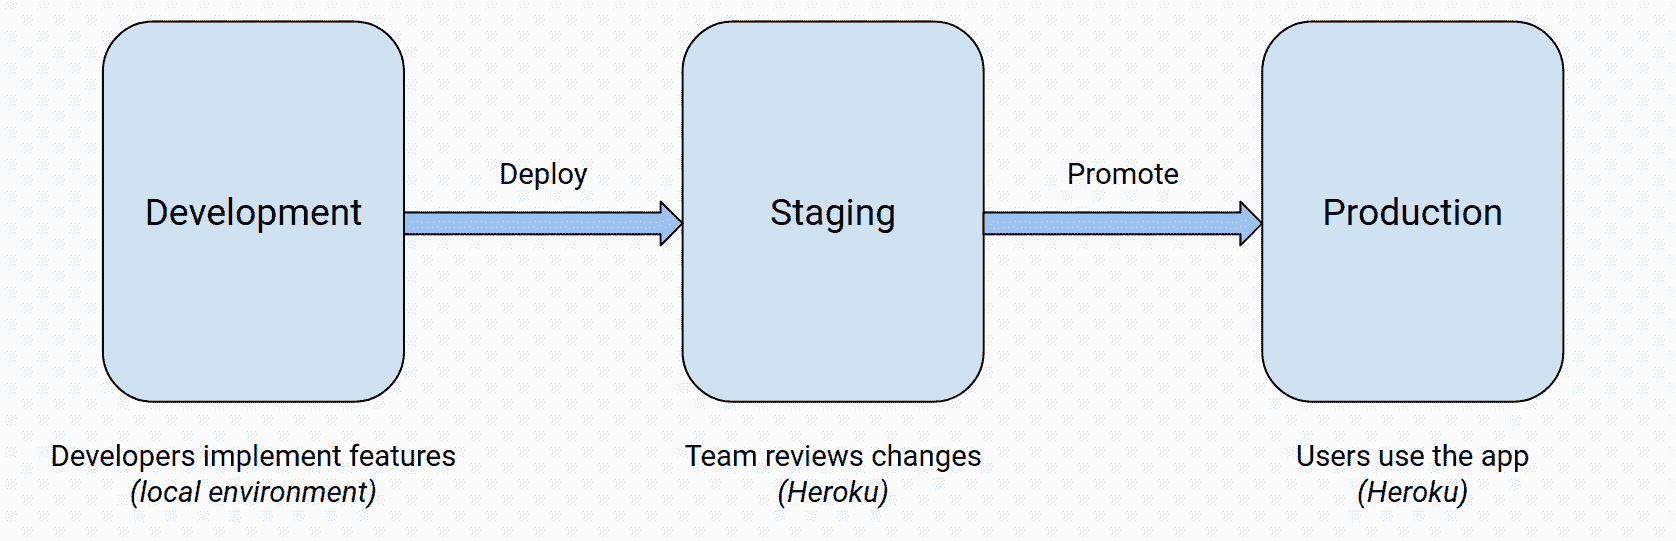 Deploy
Promote
Development
Staging
Production
Developers implement features
(local environment)
Team reviews changes
(Heroku)
Users use the app
(Heroku)